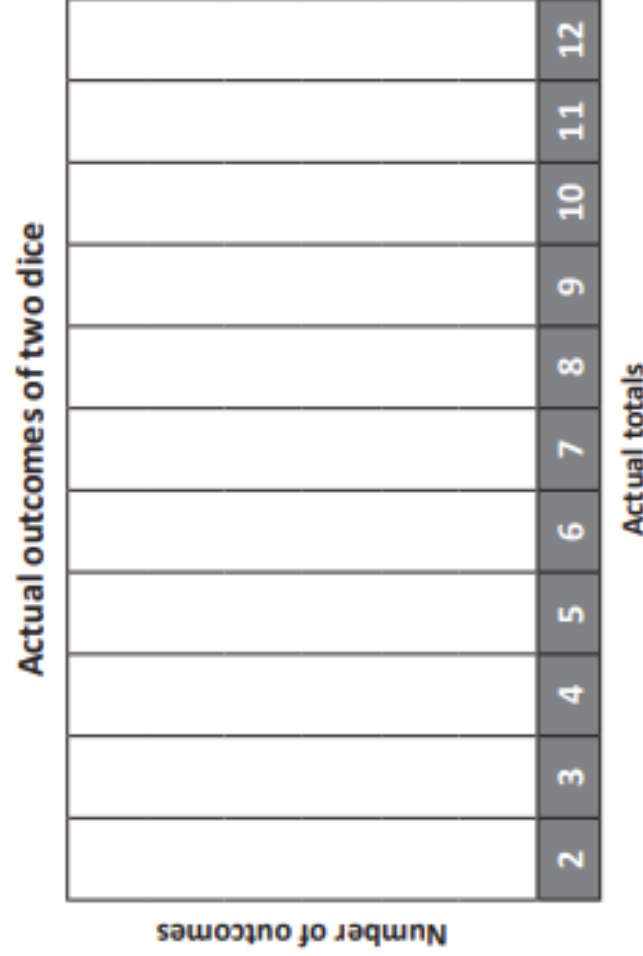 Actual outcomes of two dice
Number of outcomes
2 3 4 5 6 7 8 9 10 11 12
Actual totals